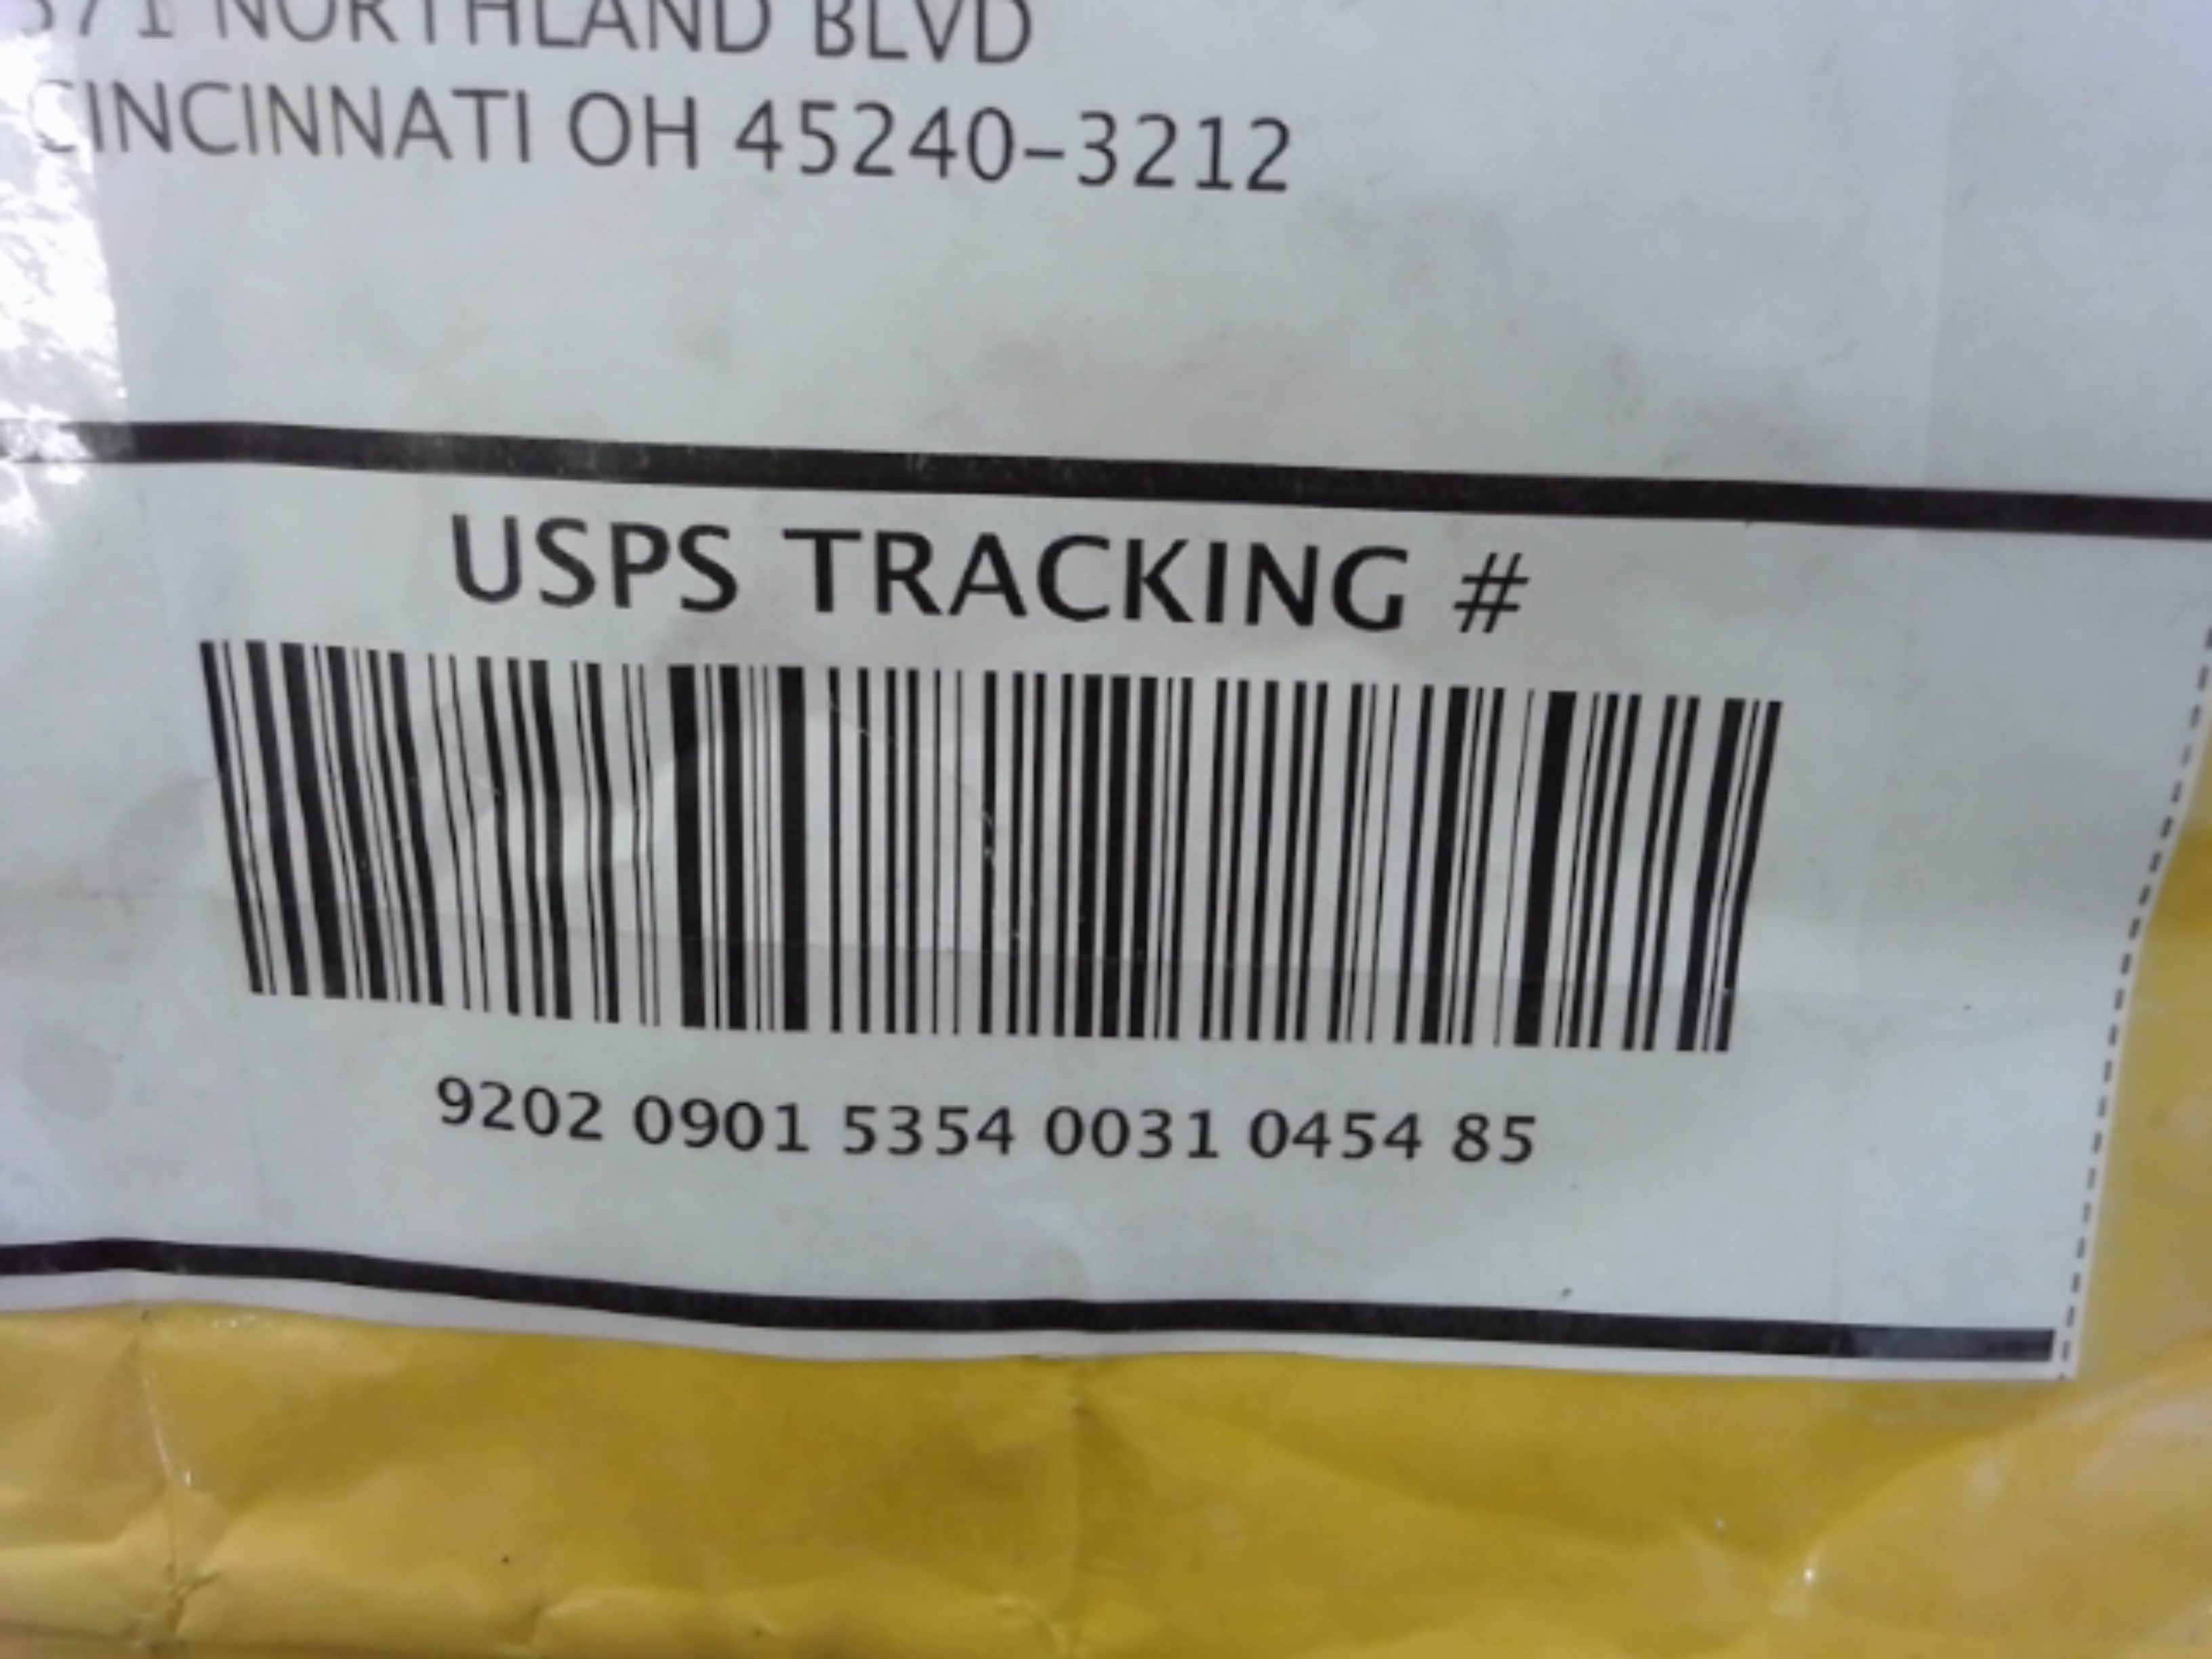 NORTHLAND BLVD
CINCINNATI OH 45240-3212
USPS TRACKING #
9202 0901 5354 0031 0454 85